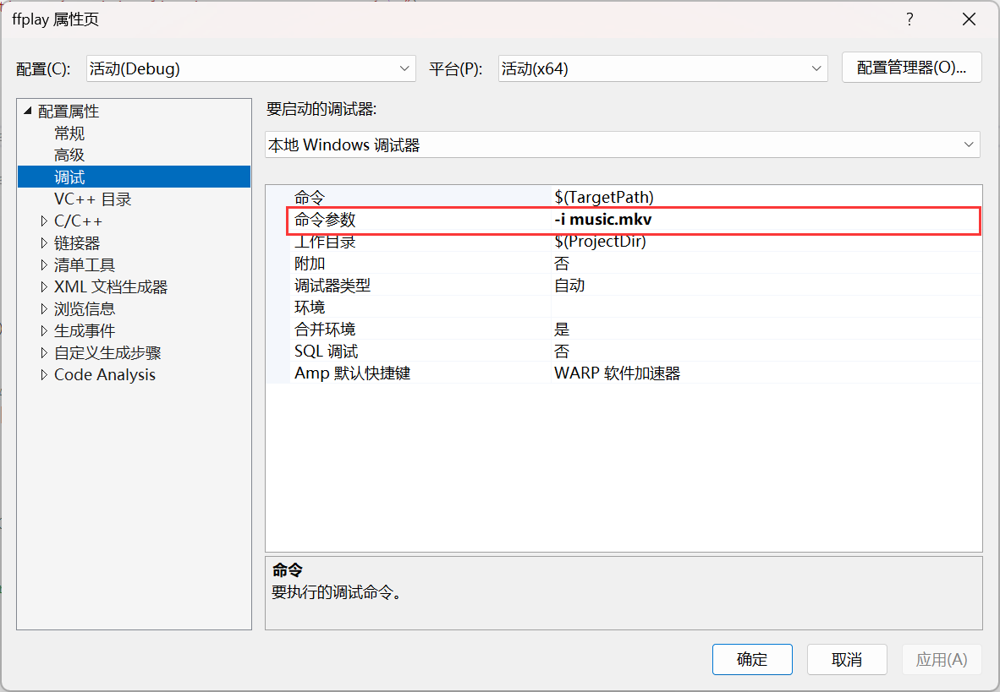 ffplay 属性页
?
配置(C): 活动(Debug) 平台(P): 活动(x64) 配置管理器(O)...
配置属性
常规
高级
调试
VC++ 目录
C/C++
链接器
清单工具
XML 文档生成器
浏览信息
生成事件
自定义生成步骤
Code Analysis
要启动的调试器:
本地 Windows 调试器
命令 $(TargetPath)
命令参数 -i music.mkv
工作目录 $(ProjectDir)
附加 否
调试器类型 自动
环境
合并环境 是
SQL 调试 否
Amp 默认快捷键 WARP 软件加速器
命令
要执行的调试命令。
确定 取消 应用(A)